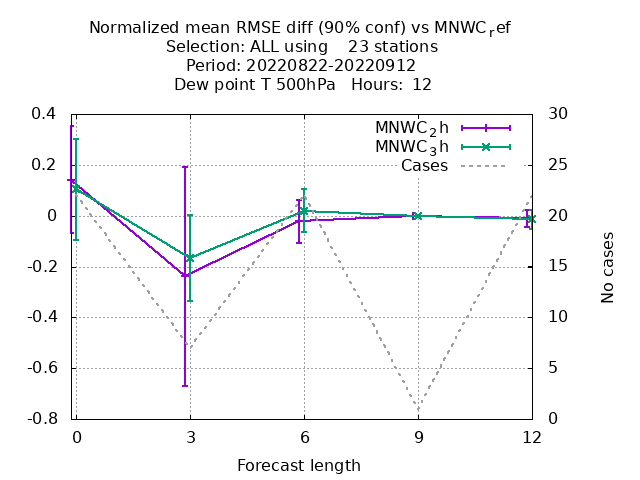 Normalized mean RMSE diff (90% conf) vs MNWC_ref
Selection: ALL using    23 stations
Period: 20220822-20220912
Dew point T 500hPa   Hours:  12
MNWC_2h
MNWC_3h
Cases
0.4
0.2
0
-0.2
-0.4
-0.6
-0.8
30
25
20
15
10
5
0
No cases
0 3 6 9 12
Forecast length